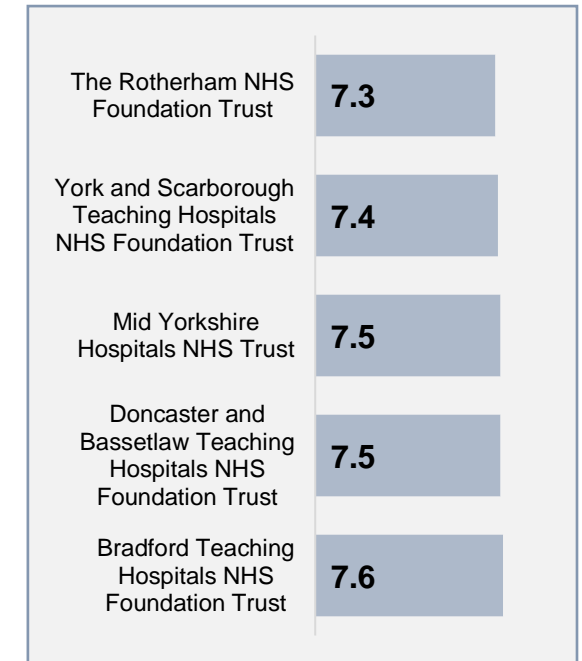 The Rotherham NHS
Foundation Trust
7.3
York and Scarborough
Teaching Hospitals
NHS Foundation Trust
7.4
Mid Yorkshire
Hospitals NHS Trust
7.5
Doncaster and
Bassetlaw Teaching
Hospitals NHS
Foundation Trust
7.5
Bradford Teaching
Hospitals NHS
Foundation Trust
7.6